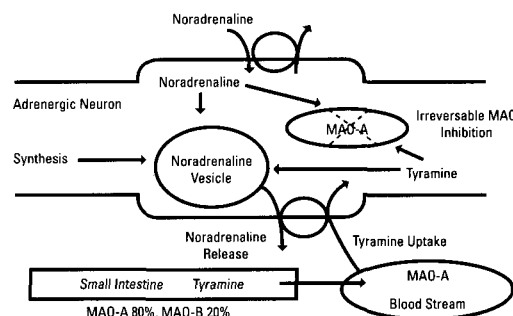 Noradrenaline
Noradrenaline
Adrenergic Neuron
MAO-A
Irreversable MAO
Inhibition
Synthesis
Noradrenaline
Vesicle
Tyramine
Noradrenaline
Release
Tyramine Uptake
Small Intestine Tyramine
MAO-A
Blood Stream
MAO-A 80%, MAO-B 20%